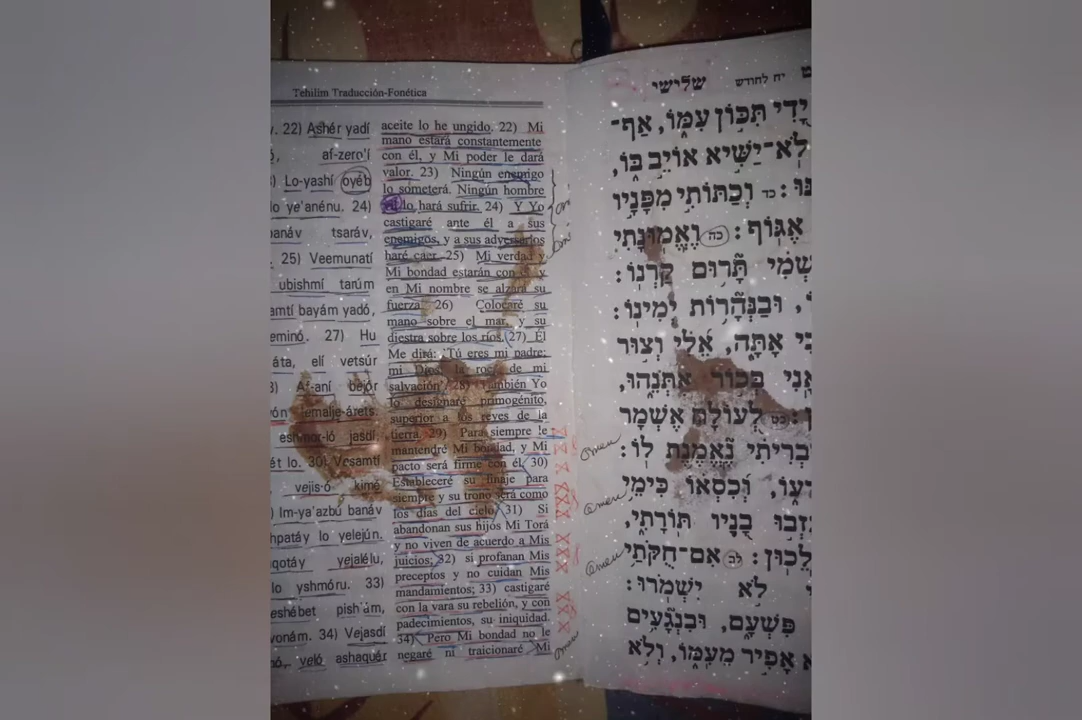 Tehilim Traducción-Fonética
22) Ashér yadí
af-zero'í
Lo-yashí oyéb
lo ye'anénu. 24)
tsaráv,
25) Veemunatí
ubishmí tarúm
bayám yadó,
27) Hu
áta, elí vetsúr
Af-aní bejór
lemalje-árets.
eshmor-ló jasdí,
lo. 30) Vesamtí
vejis·ó kimé
Im-ya'azbú banáv
lo yelejún.
yejalélu,
lo yshmóru. 33)
pish'ám,
34) Vejasdí
veló ashaquér
aceite lo he ungido. 22) Mi
mano estará constantemente
con él, y Mi poder le dará
valor. 23) Ningún enemigo
lo someterá. Ningún hombre
lo hará sufrir. 24) Y Yo
castigaré ante él a sus
enemigos, y a sus adversarios
haré caer. 25) Mi verdad y
Mi bondad estarán con él y
en Mi nombre se alzará su
fuerza. 26) Colocaré su
mano sobre el mar, y su
diestra sobre los ríos. 27) Él
Me dirá: 'Tú eres mi padre;
mi Dios, la roca de mi
salvación'. 28) También Yo
lo designaré primogénito,
superior a los reyes de la
tierra. 29) Para siempre le
mantendré Mi bondad, y Mi
pacto será firme con él. 30)
Estableceré su linaje para
siempre y su trono será como
los días del cielo. 31) Si
abandonan sus hijos Mi Torá
y no viven de acuerdo a Mis
juicios; 32) si profanan Mis
preceptos y no cuidan Mis
mandamientos; 33) castigaré
con la vara su rebelión, y con
padecimientos, su iniquidad.
34) Pero Mi bondad no le
negaré ni traicionaré Mi
omen
omen
omen
omen
שלישי יח לחודש
יָדִי תִּכּוֹן עִמּוֹ, אַף־
לֹא־יַשִּׁיא אוֹיֵב בּוֹ,
כד וְכַתּוֹתִי מִפָּנָיו
אֶגּוֹף: כה וֶאֱמוּנָתִי
תָּרוּם קַרְנוֹ:
וּבַנְּהָרוֹת יְמִינוֹ:
אָתָּה, אֵלִי וְצוּר
אָנִי בְּכוֹר אֶתְּנֵהוּ,
כט לְעוֹלָם אֶשְׁמָר
בְרִיתִי נֶאֱמֶנֶת לוֹ:
וְכִסְאוֹ כִּימֵי
בָנָיו תּוֹרָתִי,
לב אִם־חֻקֹּתַי
לֹא יִשְׁמֹרוּ:
פִּשְׁעָם, וּבִנְגָעִים
אָפִיר מֵעִמּוֹ, וְלֹא